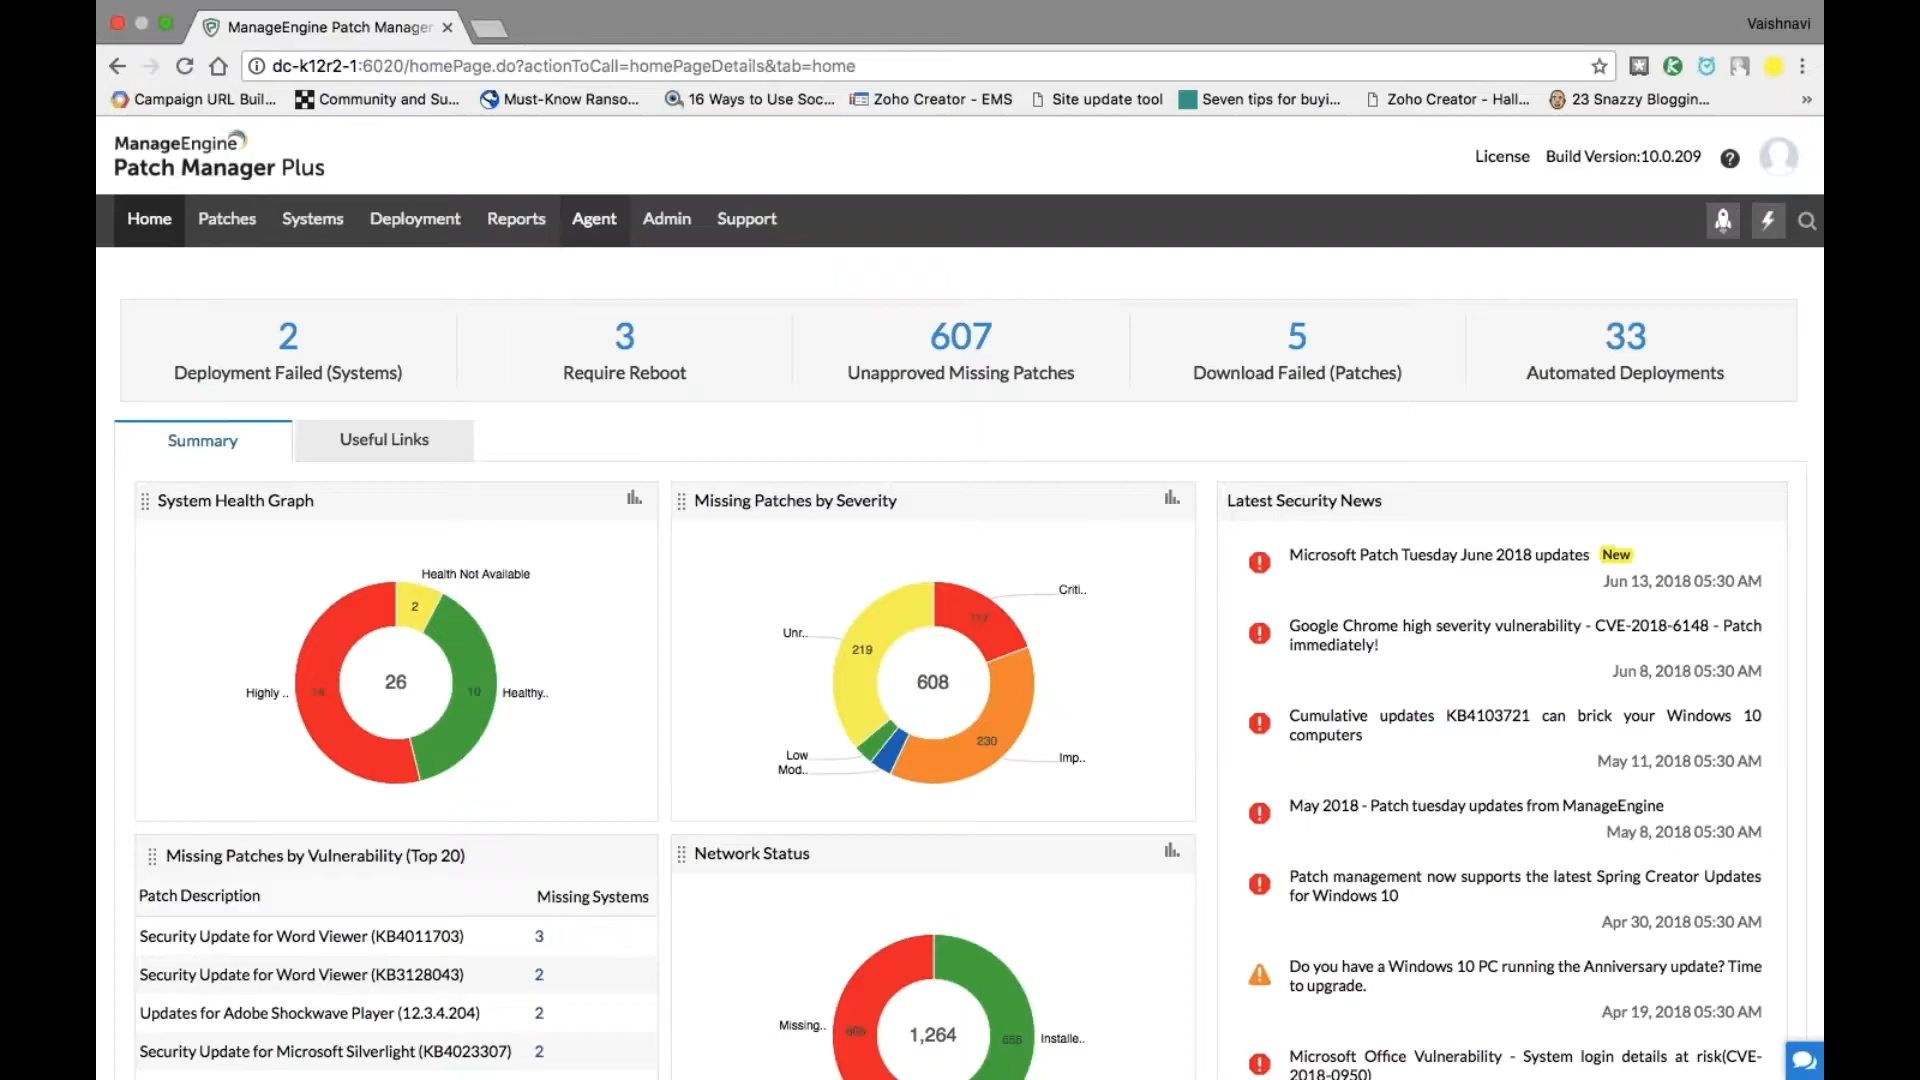 ManageEngine Patch Manager
Vaishnavi
dc-k12r2-1:6020/homePage.do?actionToCall=homePageDetails&tab=home
Campaign URL Buil...
Community and Su...
Must-Know Ranso...
16 Ways to Use Soc...
Zoho Creator - EMS
Site update tool
Seven tips for buyi...
Zoho Creator - Hall...
23 Snazzy Bloggin...
»
ManageEngine
Patch Manager Plus
License
Build Version:10.0.209
Home
Patches
Systems
Deployment
Reports
Agent
Admin
Support
2
Deployment Failed (Systems)
3
Require Reboot
607
Unapproved Missing Patches
5
Download Failed (Patches)
33
Automated Deployments
Summary
Useful Links
System Health Graph
Health Not Available
2
26
10
Highly ..
Healthy..
Missing Patches by Severity
Criti..
Unr..
219
608
230
Low
Mod..
Imp..
Latest Security News
Microsoft Patch Tuesday June 2018 updates New
Jun 13, 2018 05:30 AM
Google Chrome high severity vulnerability - CVE-2018-6148 - Patch
immediately!
Jun 8, 2018 05:30 AM
Cumulative updates KB4103721 can brick your Windows 10
computers
May 11, 2018 05:30 AM
May 2018 - Patch tuesday updates from ManageEngine
May 8, 2018 05:30 AM
Patch management now supports the latest Spring Creator Updates
for Windows 10
Apr 30, 2018 05:30 AM
Do you have a Windows 10 PC running the Anniversary update? Time
to upgrade.
Apr 19, 2018 05:30 AM
Microsoft Office Vulnerability - System login details at risk(CVE-
2018-0950)
Missing Patches by Vulnerability (Top 20)
Patch Description
Missing Systems
Security Update for Word Viewer (KB4011703)
3
Security Update for Word Viewer (KB3128043)
2
Updates for Adobe Shockwave Player (12.3.4.204)
2
Security Update for Microsoft Silverlight (KB4023307)
2
Network Status
Missing..
1,264
656
Installe..